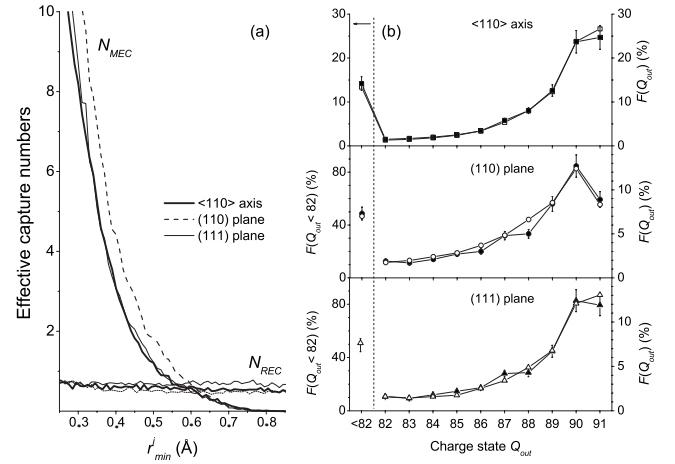 (a)
N_MEC
10
8
6
4
2
Effective capture numbers
<110> axis
(110) plane
(111) plane
N_REC
0.3 0.4 0.5 0.6 0.7 0.8
r^j_min (Å)
(b)
<110> axis
30
20
10
0
30
20
10
0
F(Q_out) (%)
(110) plane
80
40
0
F(Q_out < 82) (%)
10
5
0
F(Q_out) (%)
(111) plane
80
40
0
F(Q_out < 82) (%)
10
5
0
F(Q_out) (%)
<82 82 83 84 85 86 87 88 89 90 91
Charge state Q_out